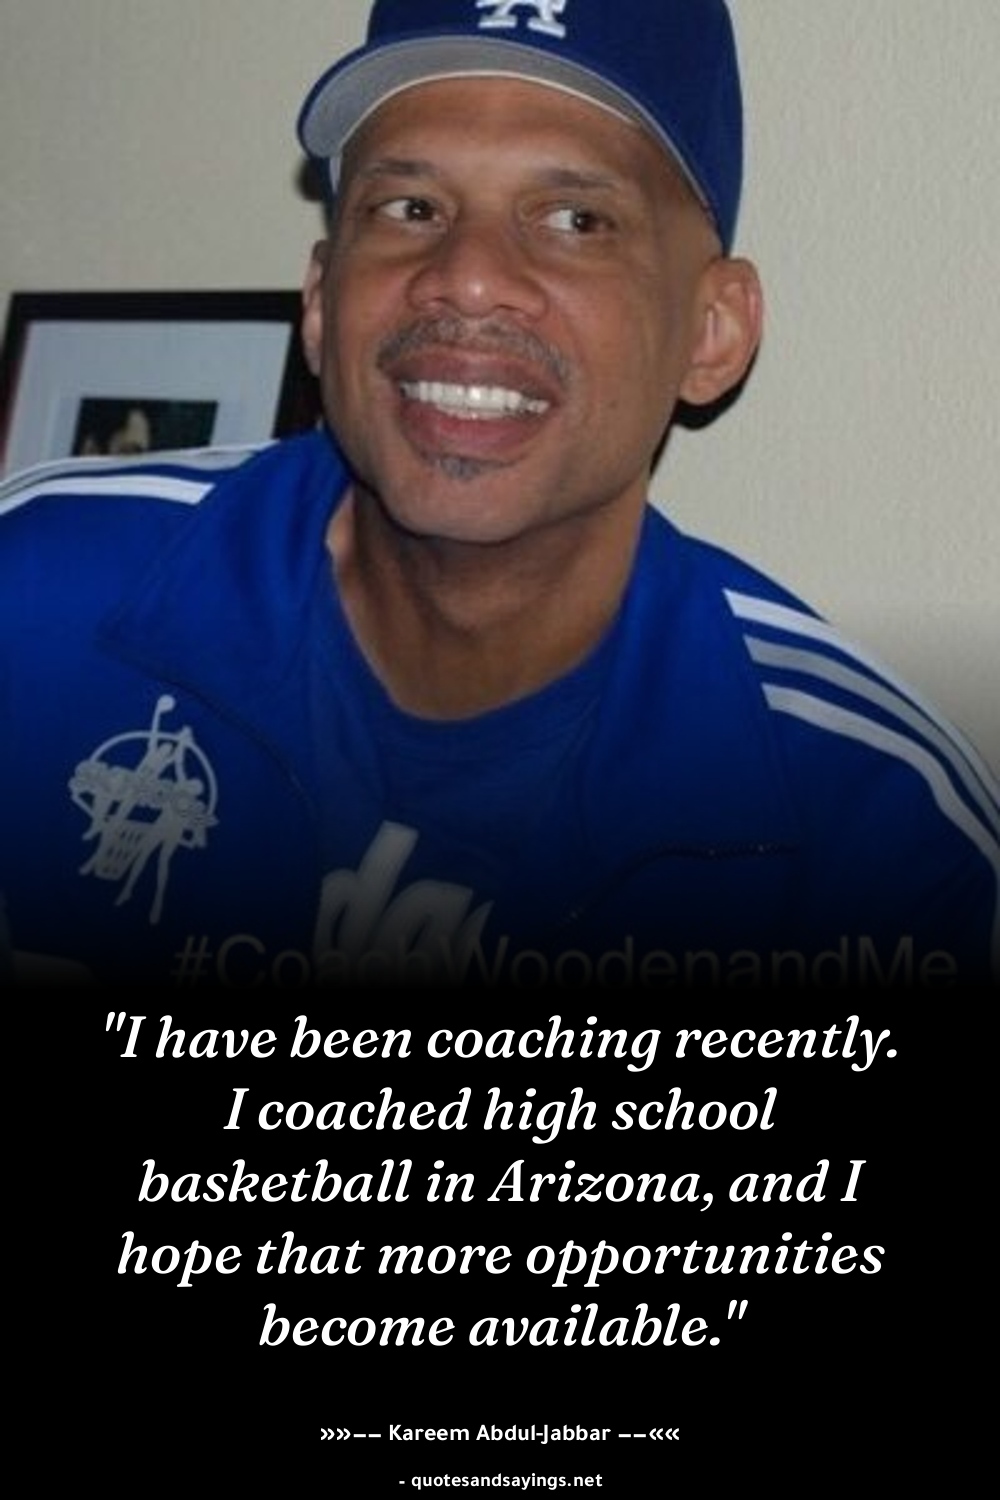 #CoachWoodenandMe
"I have been coaching recently.
I coached high school
basketball in Arizona, and I
hope that more opportunities
become available."
»»−− Kareem Abdul-Jabbar −−««
- quotesandsayings.net